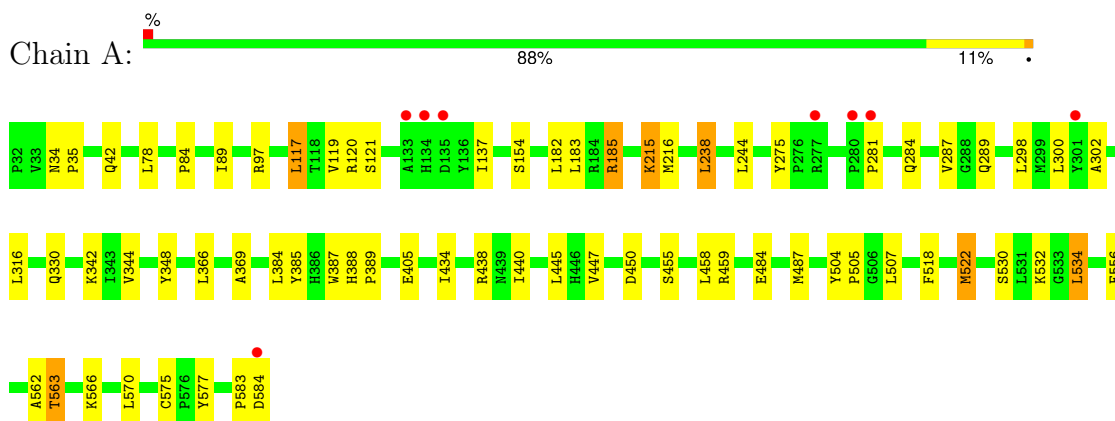 %
Chain A:
88% 11% •
P32 V33 N34 P35 Q42 L78 P84 I89 R97 L117 T118 V119 R120 S121 A133 H134 D135 Y136 I137 S154 L182 L183 R184 R185 K215 M216 L238 L244 Y275 P276 R277 P280 P281 Q284 V287 G288 Q289 L298 M299 L300 Y301 A302
L316 Q330 K342 I343 V344 Y348 L366 A369 L384 Y385 H386 W387 H388 P389 E405 I434 R438 N439 I440 L445 H446 V447 D450 S455 L458 R459 E484 M487 Y504 P505 G506 L507 F518 M522 S530 L531 K532 G533 L534
A562 T563 K566 L570 C575 P576 Y577 P583 D584